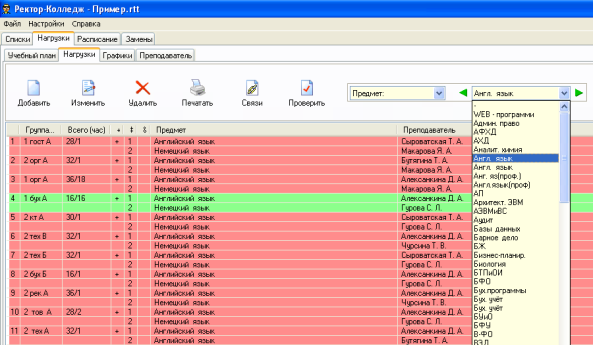 Ректор-Колледж - Пример.rtt
Файл Настройки Справка
Списки Нагрузки Расписание Замены
Учебный план Нагрузки Графики Преподаватель
Добавить Изменить Удалить Печатать Связи Проверить
Предмет: Англ. язык
Группа... Всего (час) + ‡ Предмет Преподаватель
1 1 гост А 28/1 + 1 Английский язык Сыроватская Т. А.
2 Немецкий язык Макарова Я. А.
2 2 орг А 32/1 + 1 Английский язык Бутягина Т. А.
2 Немецкий язык Макарова Я. А.
3 1 орг А 36/18 + 1 Английский язык Алексанкина Д. А.
2 Немецкий язык Макарова Я. А.
4 1 бух А 16/16 + 1 Английский язык Алексанкина Д. А.
2 Немецкий язык Гурова С. Л.
5 2 кт А 30/1 + 1 Английский язык Сыроватская Т. А.
2 Немецкий язык Гурова С. Л.
6 2 тех В 32/1 + 1 Английский язык Алексанкина Д. А.
2 Немецкий язык Чурсина Т. В.
7 2 тех Б 32/1 + 1 Английский язык Сыроватская Т. А.
2 Немецкий язык Гурова С. Л.
8 2 бух Б 16/1 + 1 Английский язык Алексанкина Д. А.
2 Немецкий язык Гурова С. Л.
9 2 рек А 36/1 + 1 Английский язык Алексанкина Д. А.
2 Немецкий язык Чурсина Т. В.
10 2 тов А 28/2 + 1 Английский язык Алексанкина Д. А.
2 Немецкий язык Гурова С. Л.
11 2 тех А 32/1 + 1 Английский язык Алексанкина Д. А.
2 Немецкий язык Бутягина Т. А.
WEB - программи
Админ. право
АФХД
АХД
Аналит. химия
Англ. язык
Англ. язык
Анг. яз(проф.)
Англ.язык(проф)
АП
Архитект. ЭВМ
АЭВМиВС
Аудит
Базы данных
Барное дело
БЖ
Бизнес-планир.
Биология
БТПиОИ
БФО
Бух.программы
Бух. учёт
Бух. учёт
БУиО
БФУ
В-ФО
ВЭД